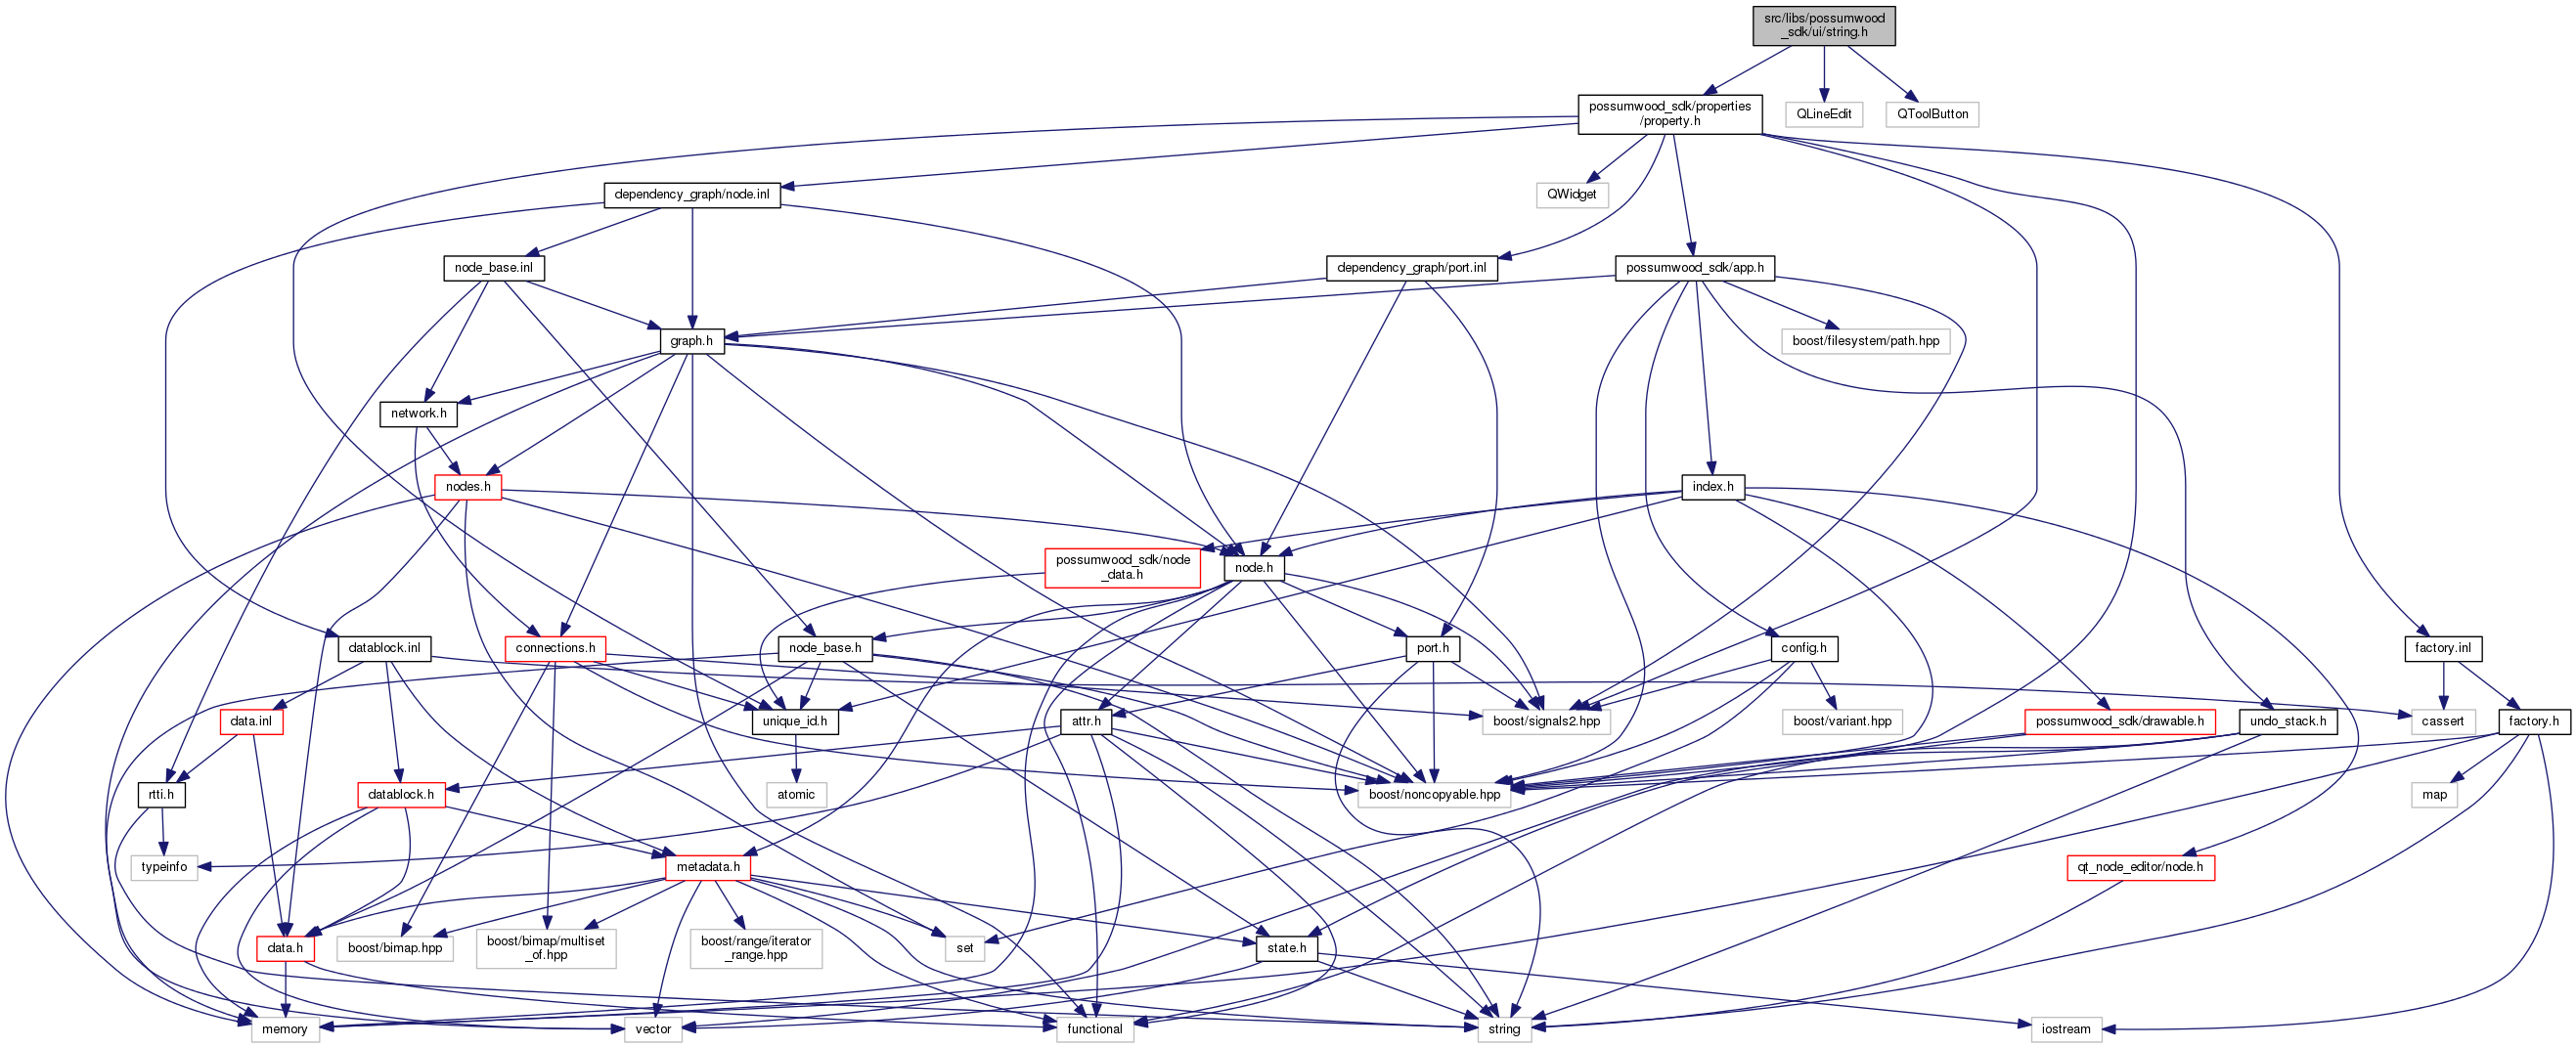 src/libs/possumwood
_sdk/ui/string.h
possumwood_sdk/properties
/property.h
QLineEdit
QToolButton
dependency_graph/node.inl
QWidget
node_base.inl
dependency_graph/port.inl
possumwood_sdk/app.h
graph.h
boost/filesystem/path.hpp
network.h
nodes.h
index.h
possumwood_sdk/node
_data.h
node.h
datablock.inl
connections.h
node_base.h
port.h
config.h
factory.inl
data.inl
unique_id.h
attr.h
boost/signals2.hpp
boost/variant.hpp
possumwood_sdk/drawable.h
undo_stack.h
cassert
factory.h
rtti.h
datablock.h
atomic
boost/noncopyable.hpp
map
typeinfo
metadata.h
qt_node_editor/node.h
data.h
boost/bimap.hpp
boost/bimap/multiset
_of.hpp
boost/range/iterator
_range.hpp
set
state.h
memory
vector
functional
string
iostream